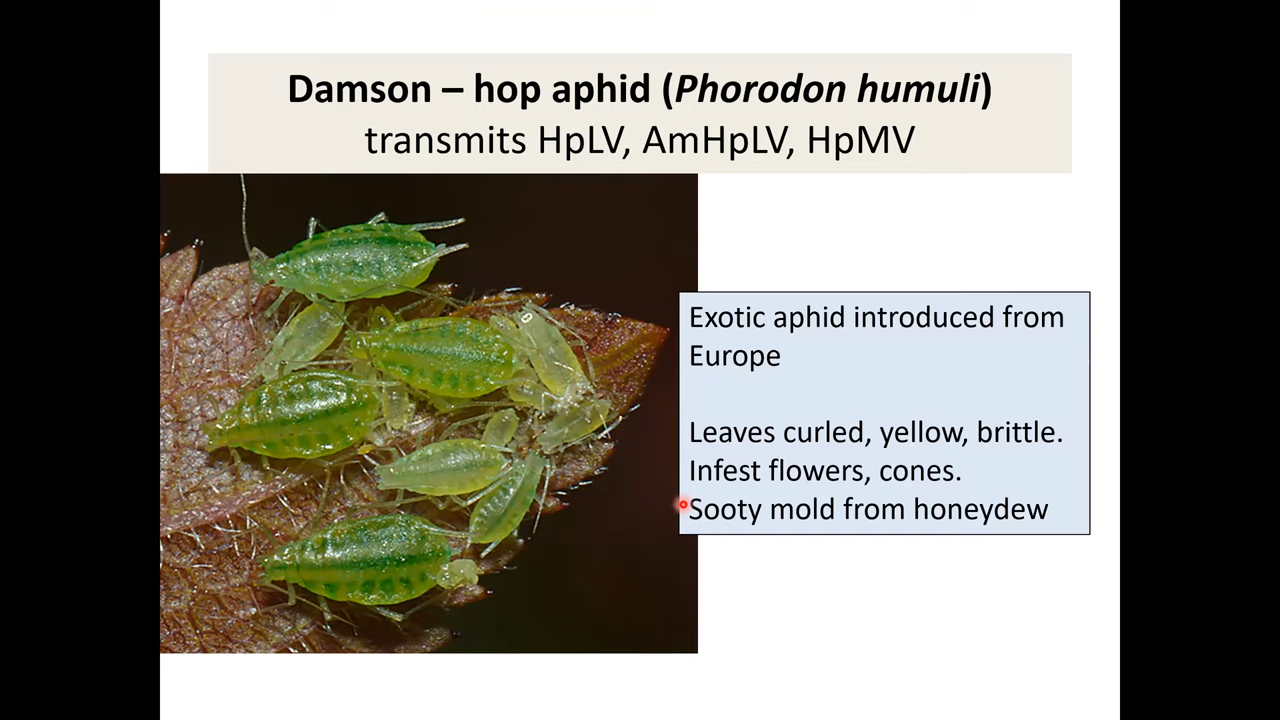 Damson – hop aphid (Phorodon humuli)
transmits HpLV, AmHpLV, HpMV
Exotic aphid introduced from
Europe
Leaves curled, yellow, brittle.
Infest flowers, cones.
Sooty mold from honeydew